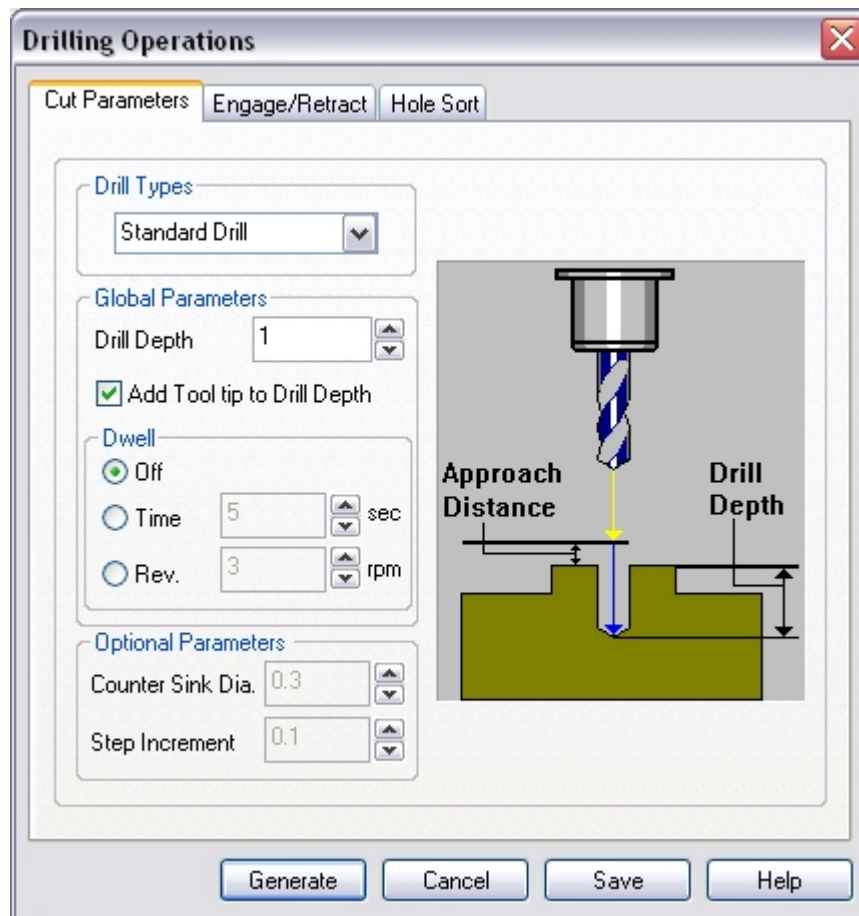 Drilling Operations
Cut Parameters Engage/Retract Hole Sort
Drill Types
Standard Drill
Global Parameters
Drill Depth 1
Add Tool tip to Drill Depth
Dwell
Off
Time 5 sec
Rev. 3 rpm
Optional Parameters
Counter Sink Dia. 0.3
Step Increment 0.1
Approach
Distance
Drill
Depth
Generate Cancel Save Help